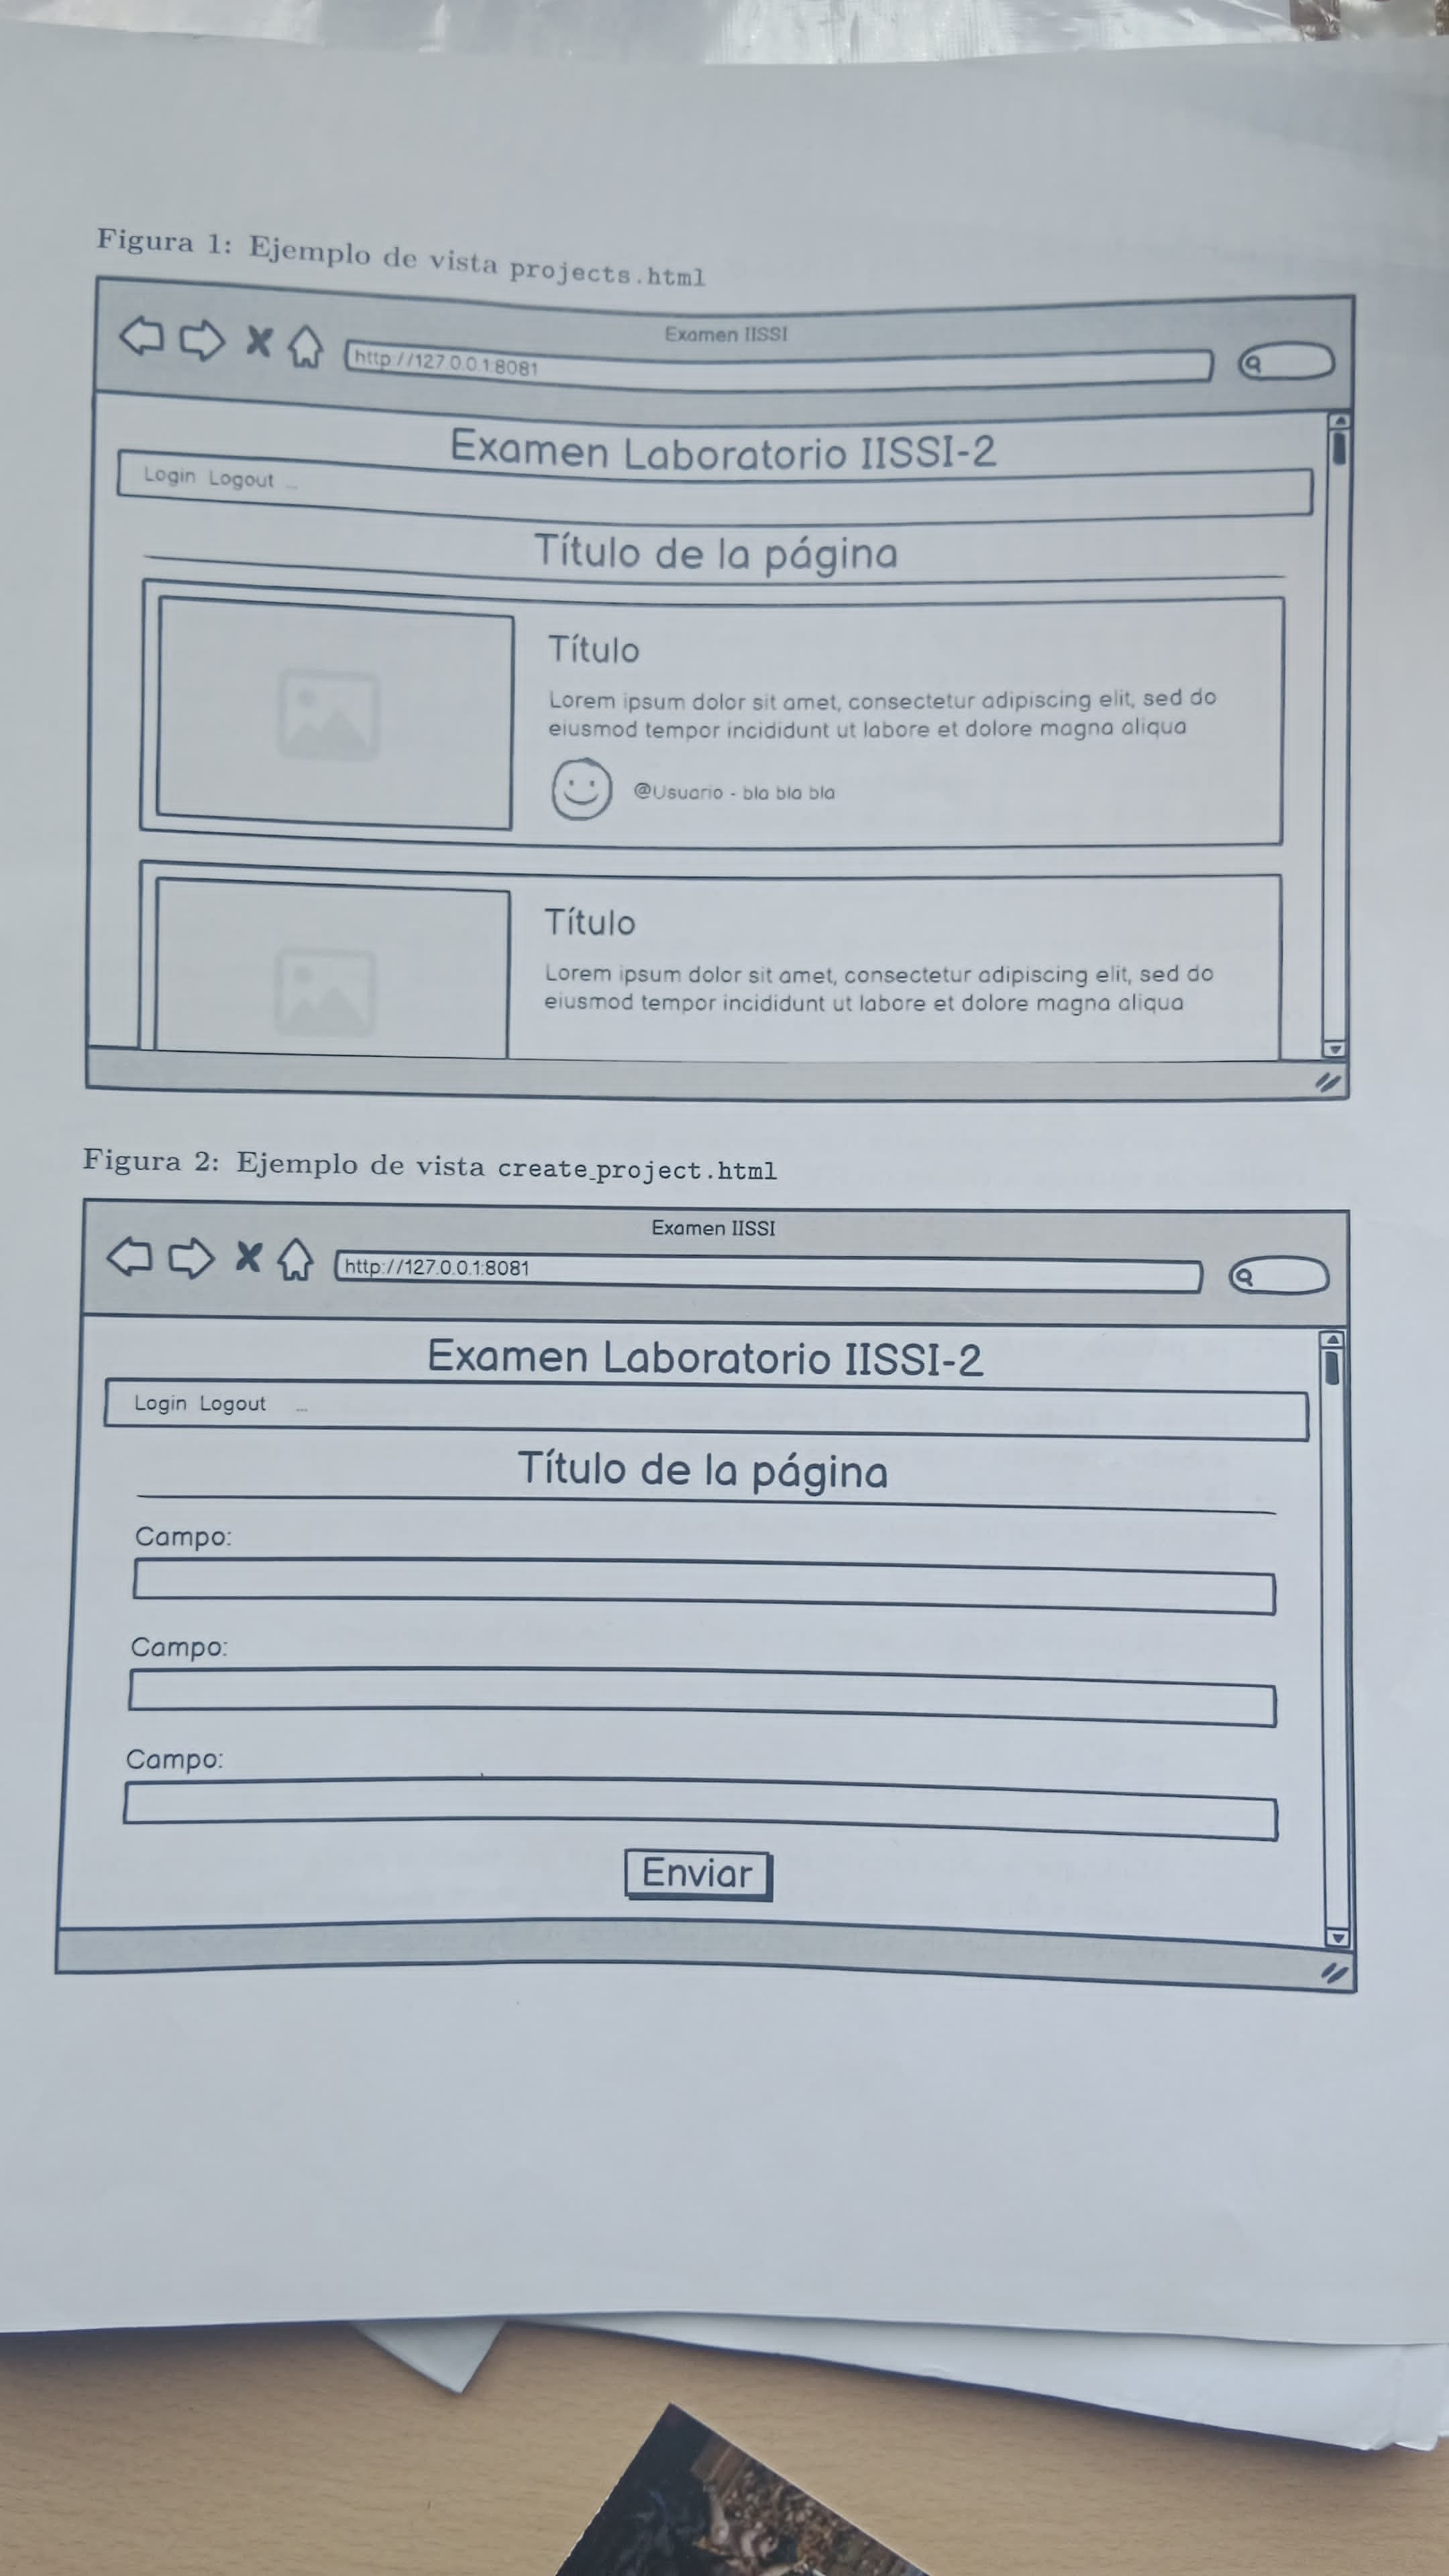 Figura 1: Ejemplo de vista projects.html
Examen IISSI
http://127.0.0.1:8081
Examen Laboratorio IISSI-2
Login Logout ...
Título de la página
Título
Lorem ipsum dolor sit amet, consectetur adipiscing elit, sed do
eiusmod tempor incididunt ut labore et dolore magna aliqua
@Usuario - bla bla bla
Título
Lorem ipsum dolor sit amet, consectetur adipiscing elit, sed do
eiusmod tempor incididunt ut labore et dolore magna aliqua
Figura 2: Ejemplo de vista create_project.html
Examen IISSI
http://127.0.0.1:8081
Examen Laboratorio IISSI-2
Login Logout ...
Título de la página
Campo:
Campo:
Campo:
Enviar